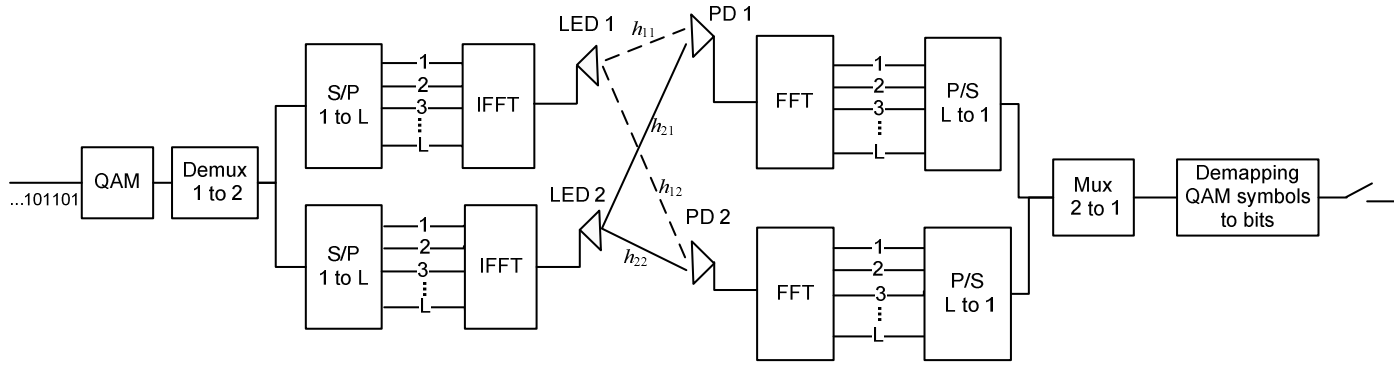 ...101101
QAM
Demux
1 to 2
S/P
1 to L
1
2
3
L
IFFT
LED 1
S/P
1 to L
1
2
3
L
IFFT
LED 2
h11
h21
h12
h22
PD 1
FFT
1
2
3
L
P/S
L to 1
PD 2
FFT
1
2
3
L
P/S
L to 1
Mux
2 to 1
Demapping
QAM symbols
to bits